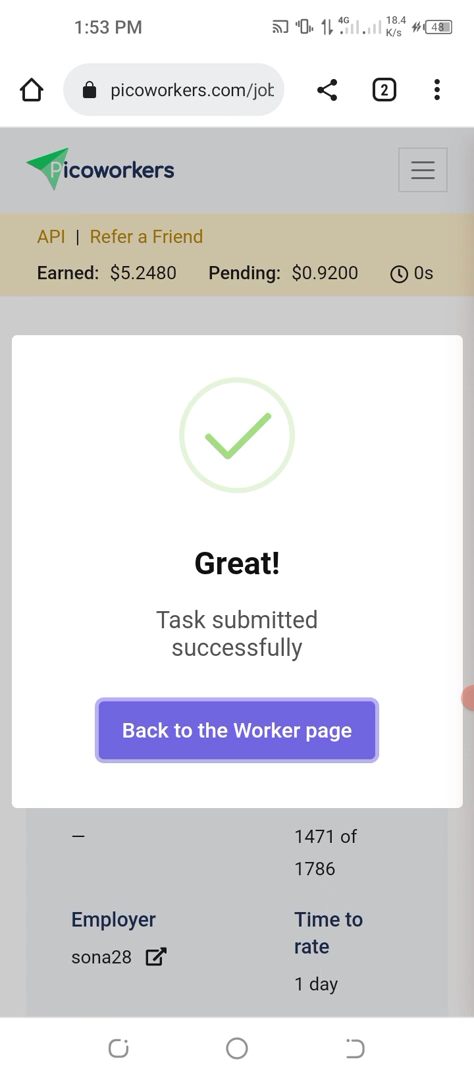 1:53 PM
4G
18.4
K/s
48
picoworkers.com/job
2
Picoworkers
API | Refer a Friend
Earned: $5.2480 Pending: $0.9200 0s
Great!
Task submitted
successfully
Back to the Worker page
— 1471 of
1786
Employer
sona28
Time to
rate
1 day